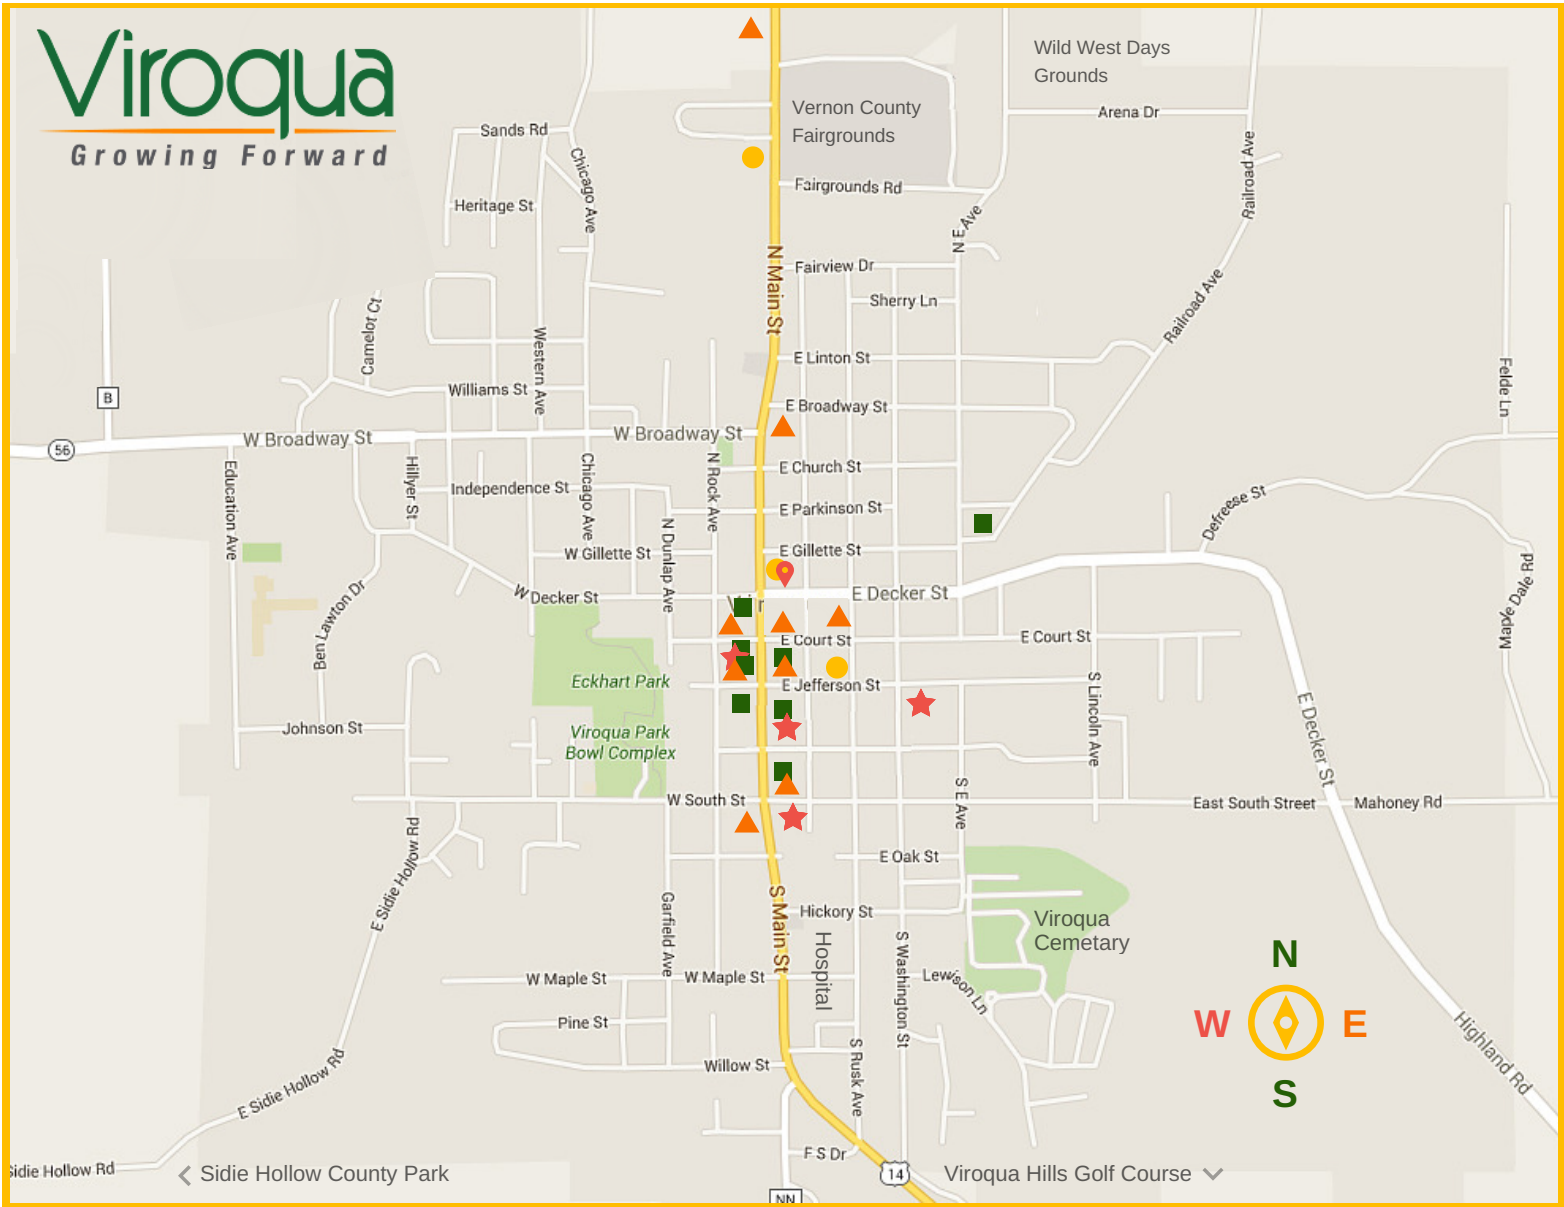 Viroqua
Growing Forward
Wild West Days
Grounds
Vernon County
Fairgrounds
Arena Dr
Sands Rd
Chicago Ave
Railroad Ave
Fairgrounds Rd
Heritage St
N E Ave
N Main St
Fairview Dr
Sherry Ln
Railroad Ave
Camelot Ct
Western Ave
E Linton St
Felde Ln
Williams St
B
E Broadway St
W Broadway St
W Broadway St
56
E Church St
Education Ave
Hillyer St
Independence St
Chicago Ave
N Rock Ave
E Parkinson St
Defreese St
N Dunlap Ave
W Gillette St
E Gillette St
Maple Dale Rd
Ben Lawton Dr
W Decker St
E Decker St
E Court St
E Court St
Eckhart Park
E Jefferson St
S Lincoln Ave
E Decker St
Johnson St
Viroqua Park
Bowl Complex
W South St
S E Ave
East South Street
Mahoney Rd
E Sidie Hollow Rd
E Oak St
Garfield Ave
S Main St
Hickory St
Viroqua
Cemetary
Hospital
S Washington St
Lewison Ln
W Maple St
W Maple St
N
W
E
S
Pine St
Highland Rd
Willow St
S Rusk Ave
E Sidie Hollow Rd
F S Dr
Sidie Hollow Rd
Sidie Hollow County Park
14
Viroqua Hills Golf Course
NN